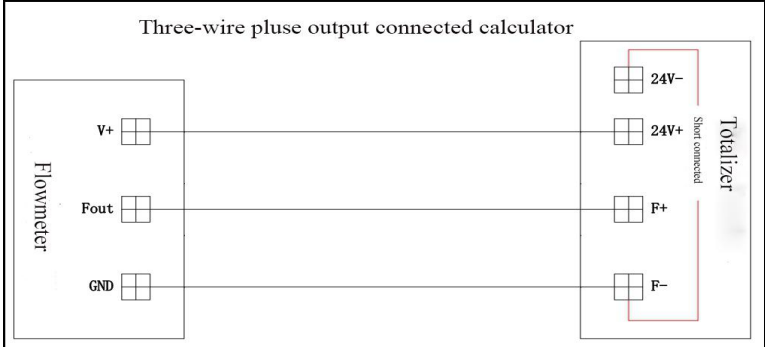 Three-wire pluse output connected calculator
24V-
V+
24V+
Short connected
Totalizer
Flowmeter
Fout
F+
GND
F-